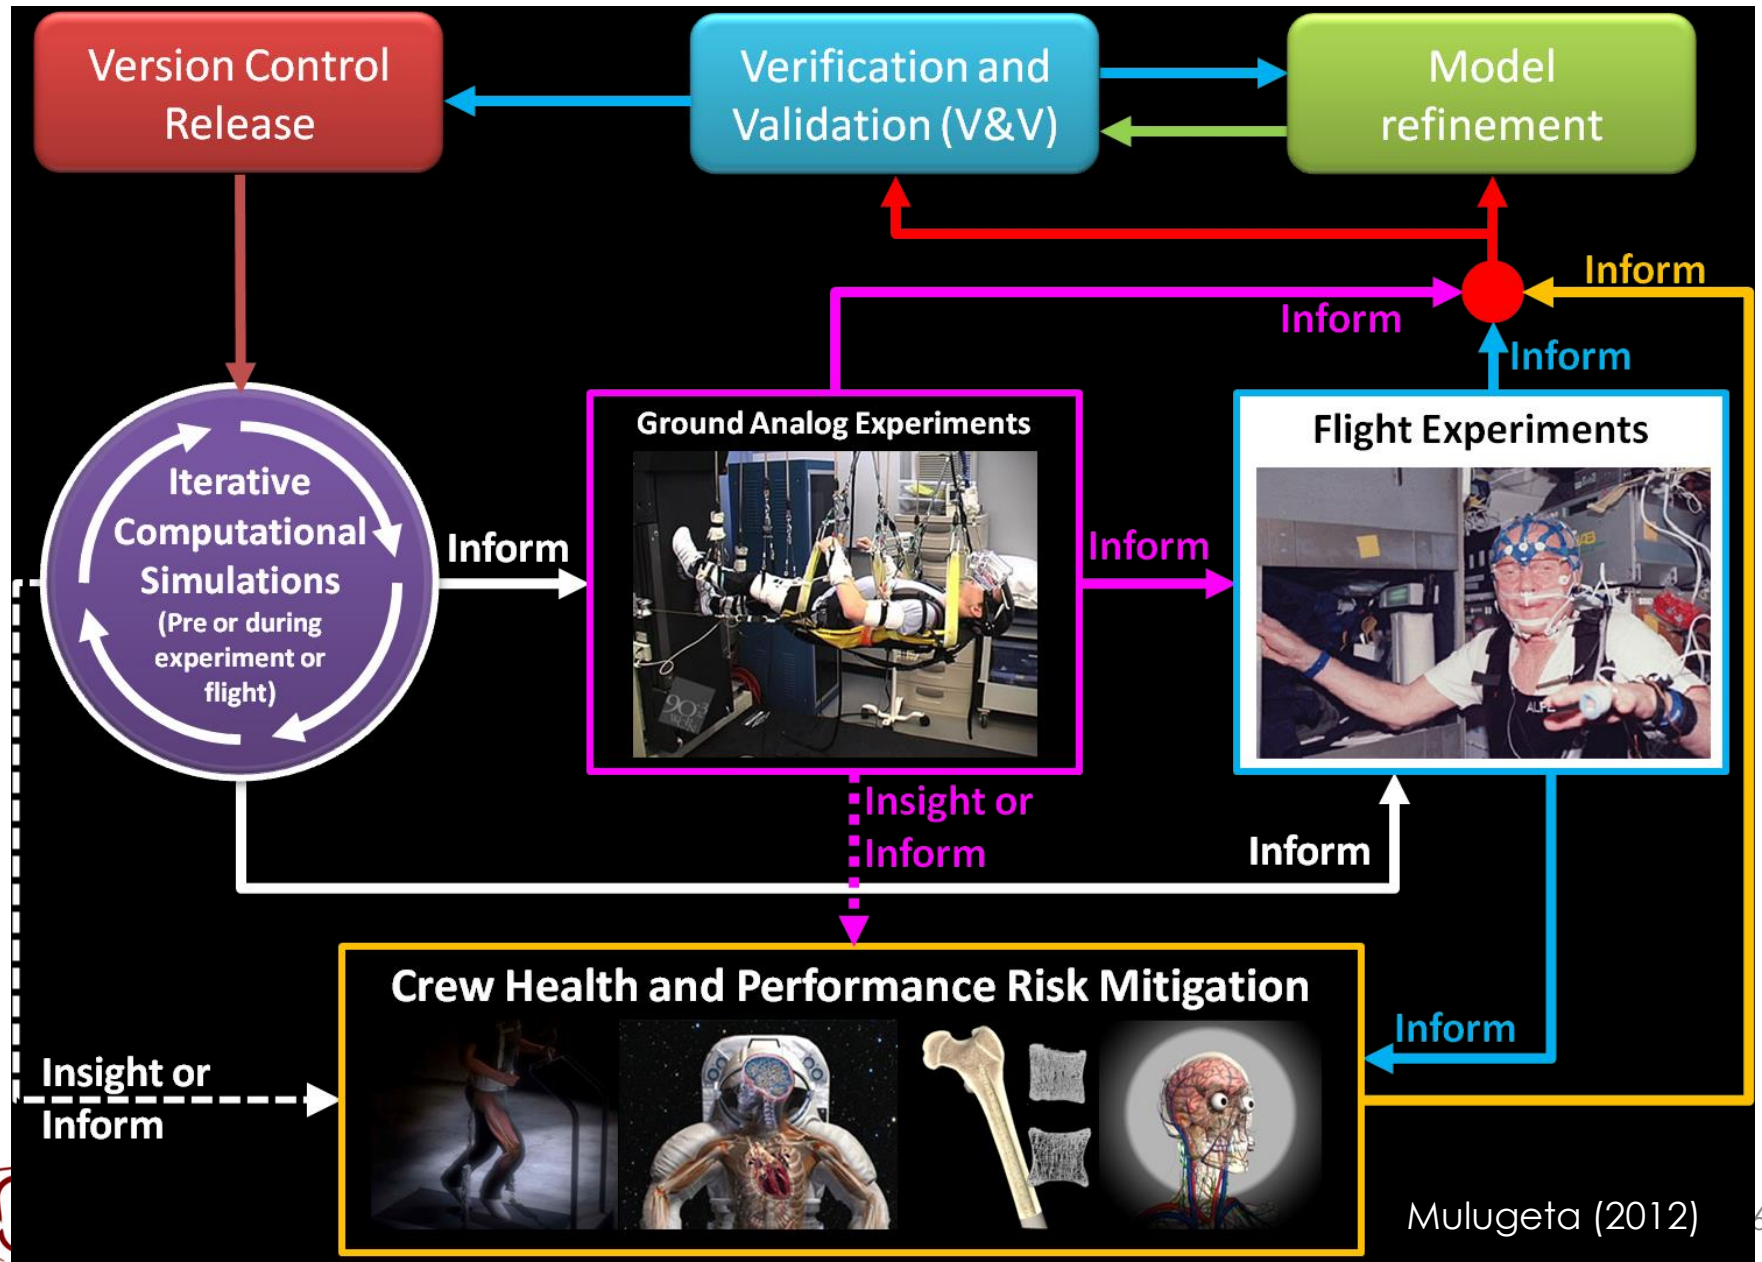 Version Control
Release
Verification and
Validation (V&V)
Model
refinement
Inform
Inform
Inform
Iterative
Computational
Simulations
(Pre or during
experiment or
flight)
Inform
Ground Analog Experiments
Inform
Flight Experiments
ALFE
Insight or
Inform
Inform
Crew Health and Performance Risk Mitigation
Inform
Insight or
Inform
Mulugeta (2012)